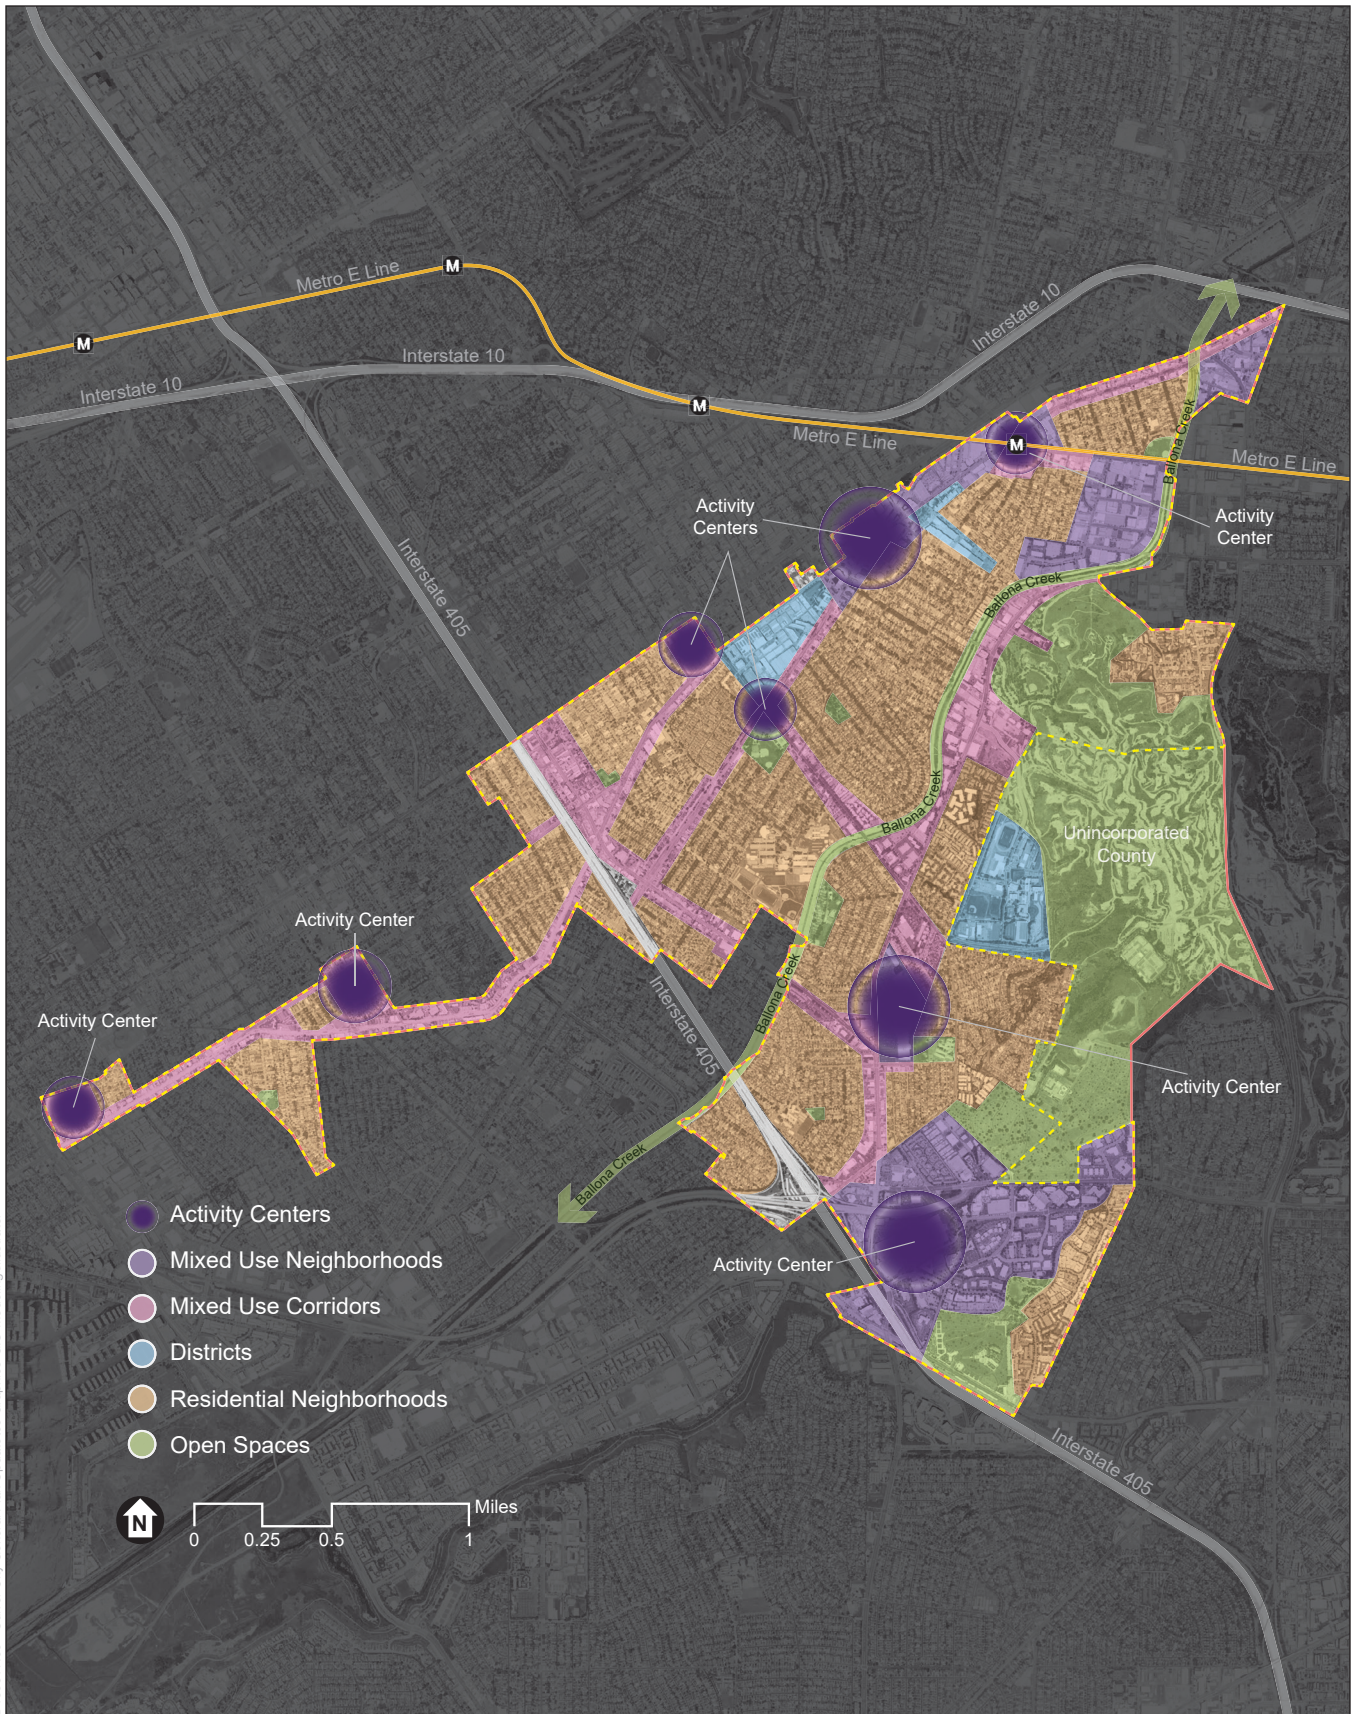 Metro E Line
M
M
Interstate 10
Interstate 10
Interstate 10
M
Metro E Line
M
Metro E Line
Ballona Creek
Activity
Centers
Activity
Center
Interstate 405
Ballona Creek
Ballona Creek
Unincorporated
County
Activity Center
Activity Center
Interstate 405
Ballona Creek
Activity Center
Ballona Creek
Activity Center
Activity Centers
Mixed Use Neighborhoods
Mixed Use Corridors
Districts
Residential Neighborhoods
Open Spaces
Interstate 405
N
Miles
0
0.25
0.5
1